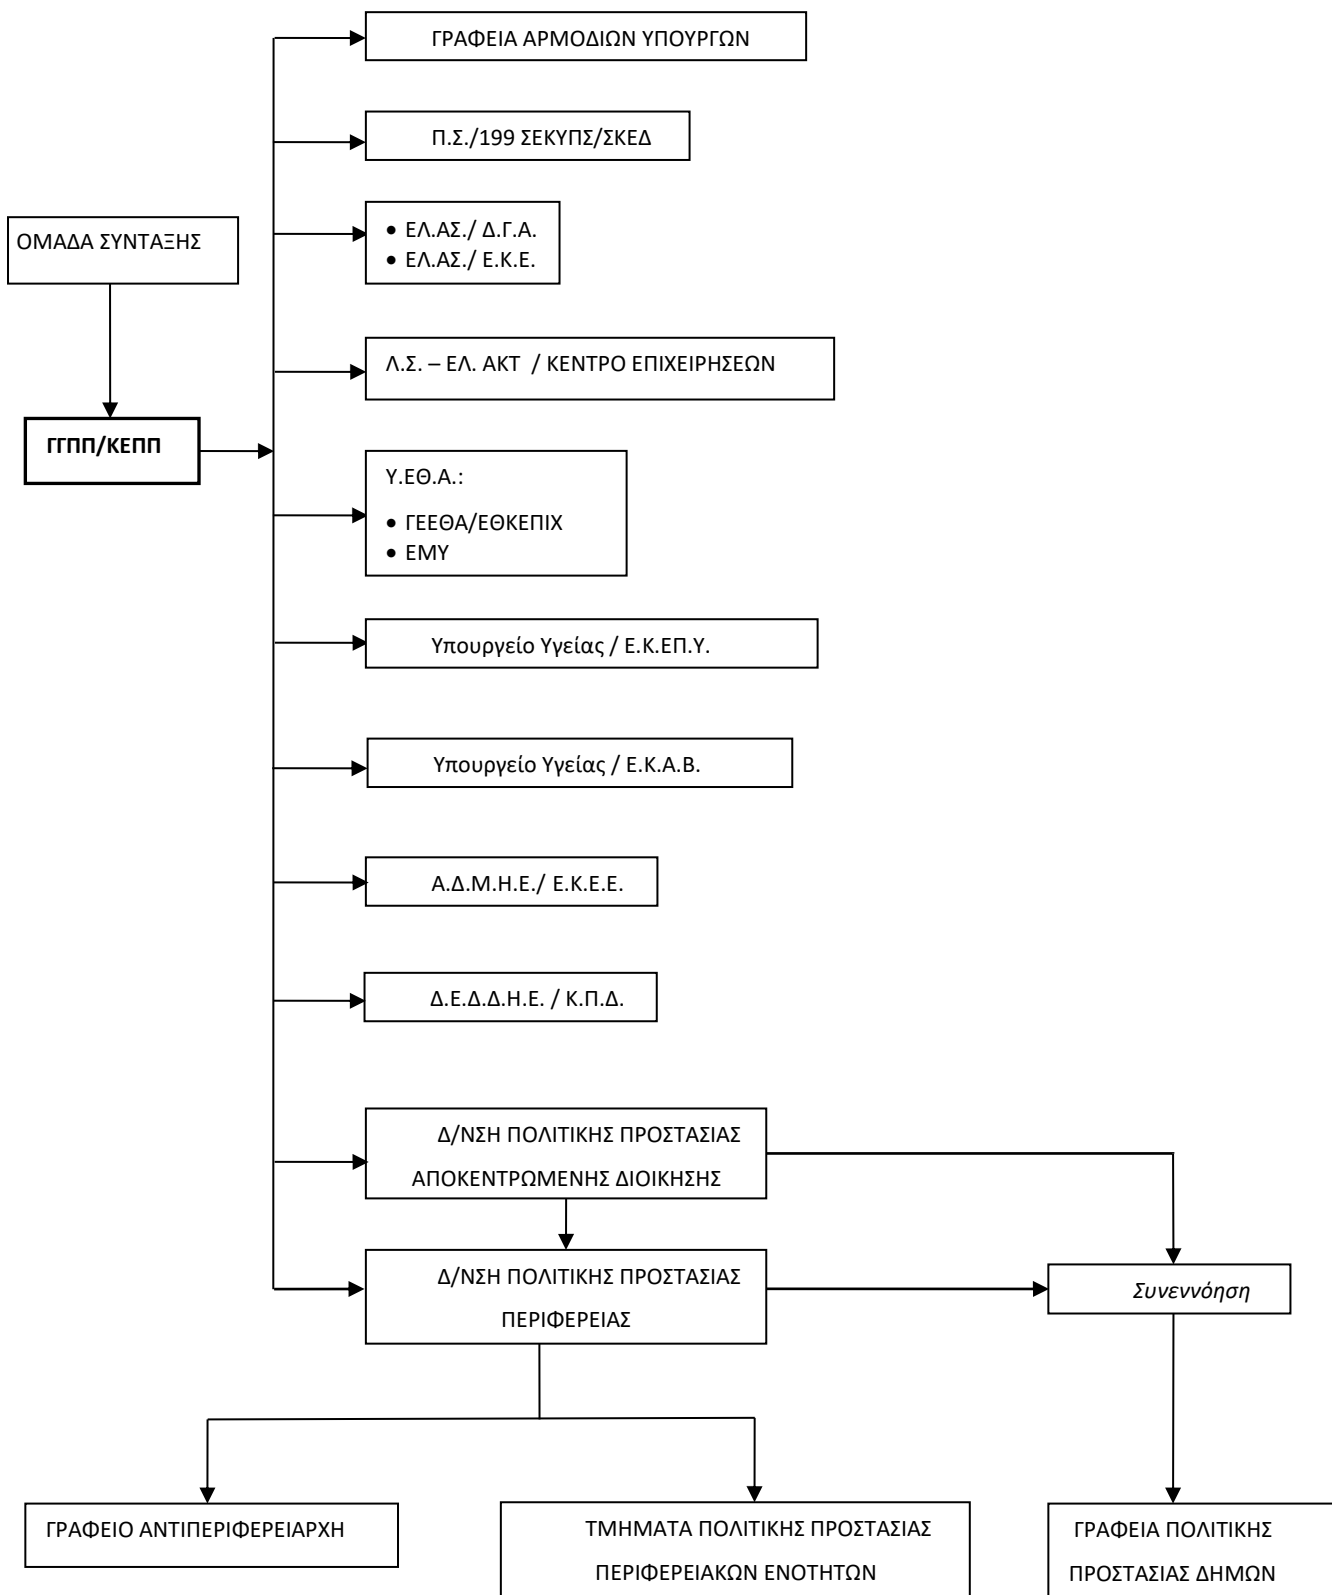 ΓΡΑΦΕΙΑ ΑΡΜΟΔΙΩΝ ΥΠΟΥΡΓΩΝ
Π.Σ./199 ΣΕΚΥΠΣ/ΣΚΕΔ
ΟΜΑΔΑ ΣΥΝΤΑΞΗΣ
• ΕΛ.ΑΣ./ Δ.Γ.Α.
• ΕΛ.ΑΣ./ Ε.Κ.Ε.
Λ.Σ. – ΕΛ. ΑΚΤ / ΚΕΝΤΡΟ ΕΠΙΧΕΙΡΗΣΕΩΝ
ΓΓΠΠ/ΚΕΠΠ
Υ.ΕΘ.Α.:
• ΓΕΕΘΑ/ΕΘΚΕΠΙΧ
• ΕΜΥ
Υπουργείο Υγείας / Ε.Κ.ΕΠ.Υ.
Υπουργείο Υγείας / Ε.Κ.Α.Β.
Α.Δ.Μ.Η.Ε./ Ε.Κ.Ε.Ε.
Δ.Ε.Δ.Δ.Η.Ε. / Κ.Π.Δ.
Δ/ΝΣΗ ΠΟΛΙΤΙΚΗΣ ΠΡΟΣΤΑΣΙΑΣ
ΑΠΟΚΕΝΤΡΩΜΕΝΗΣ ΔΙΟΙΚΗΣΗΣ
Δ/ΝΣΗ ΠΟΛΙΤΙΚΗΣ ΠΡΟΣΤΑΣΙΑΣ
ΠΕΡΙΦΕΡΕΙΑΣ
Συνεννόηση
ΓΡΑΦΕΙΟ ΑΝΤΙΠΕΡΙΦΕΡΕΙΑΡΧΗ
ΤΜΗΜΑΤΑ ΠΟΛΙΤΙΚΗΣ ΠΡΟΣΤΑΣΙΑΣ
ΠΕΡΙΦΕΡΕΙΑΚΩΝ ΕΝΟΤΗΤΩΝ
ΓΡΑΦΕΙΑ ΠΟΛΙΤΙΚΗΣ
ΠΡΟΣΤΑΣΙΑΣ ΔΗΜΩΝ